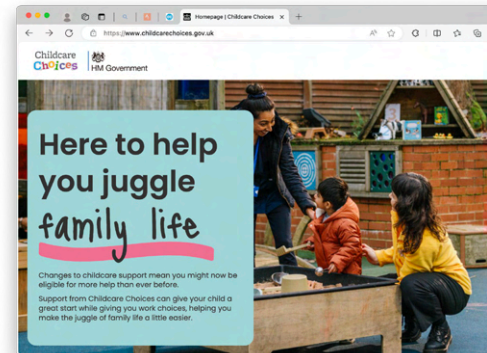 Homepage | Childcare Choices
https://www.childcarechoices.gov.uk
Childcare
Choices
HM Government
Here to help
you juggle
family life
Changes to childcare support mean you might now be
eligible for more help than ever before.
Support from Childcare Choices can give your child a
great start while giving you work choices, helping you
make the juggle of family life a little easier.